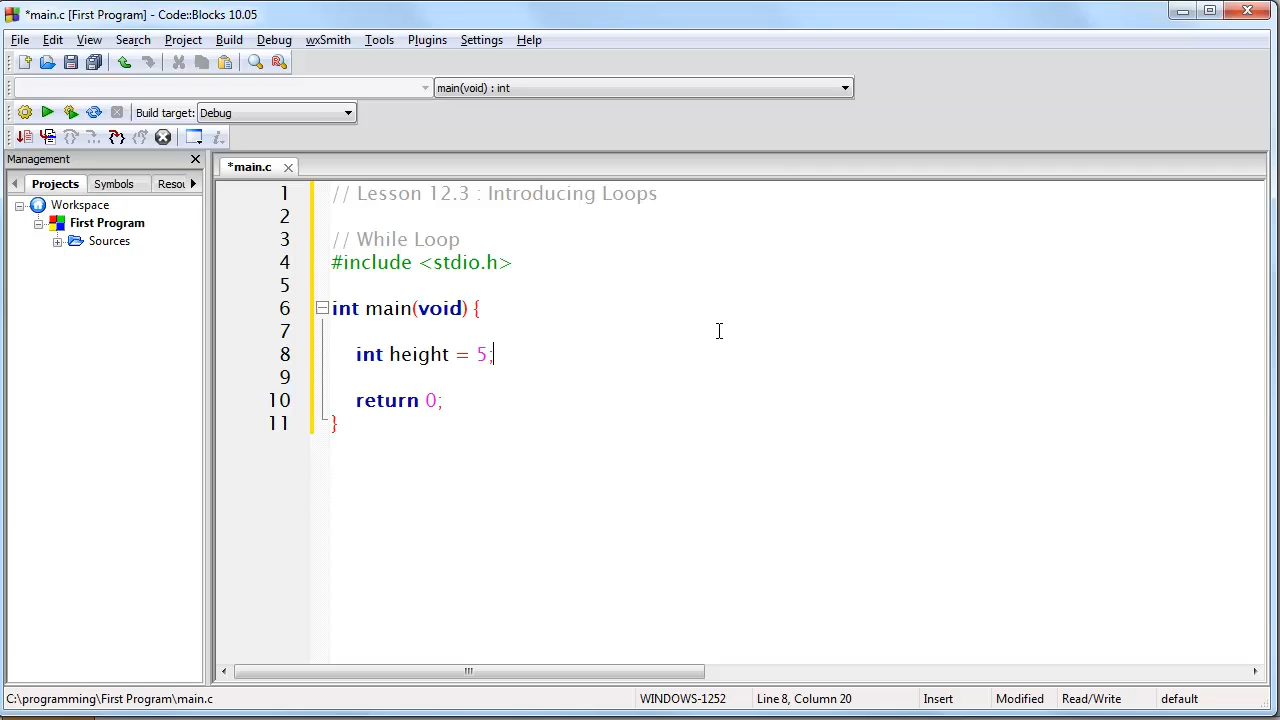 *main.c [First Program] - Code::Blocks 10.05
File Edit View Search Project Build Debug wxSmith Tools Plugins Settings Help
main(void) : int
Build target: Debug
Management
*main.c
Projects Symbols Resou
Workspace
First Program
Sources
1 // Lesson 12.3 : Introducing Loops
2
3 // While Loop
4 #include <stdio.h>
5
6 int main(void) {
7
8 int height = 5;
9
10 return 0;
11 }
C:\programming\First Program\main.c WINDOWS-1252 Line 8, Column 20 Insert Modified Read/Write default